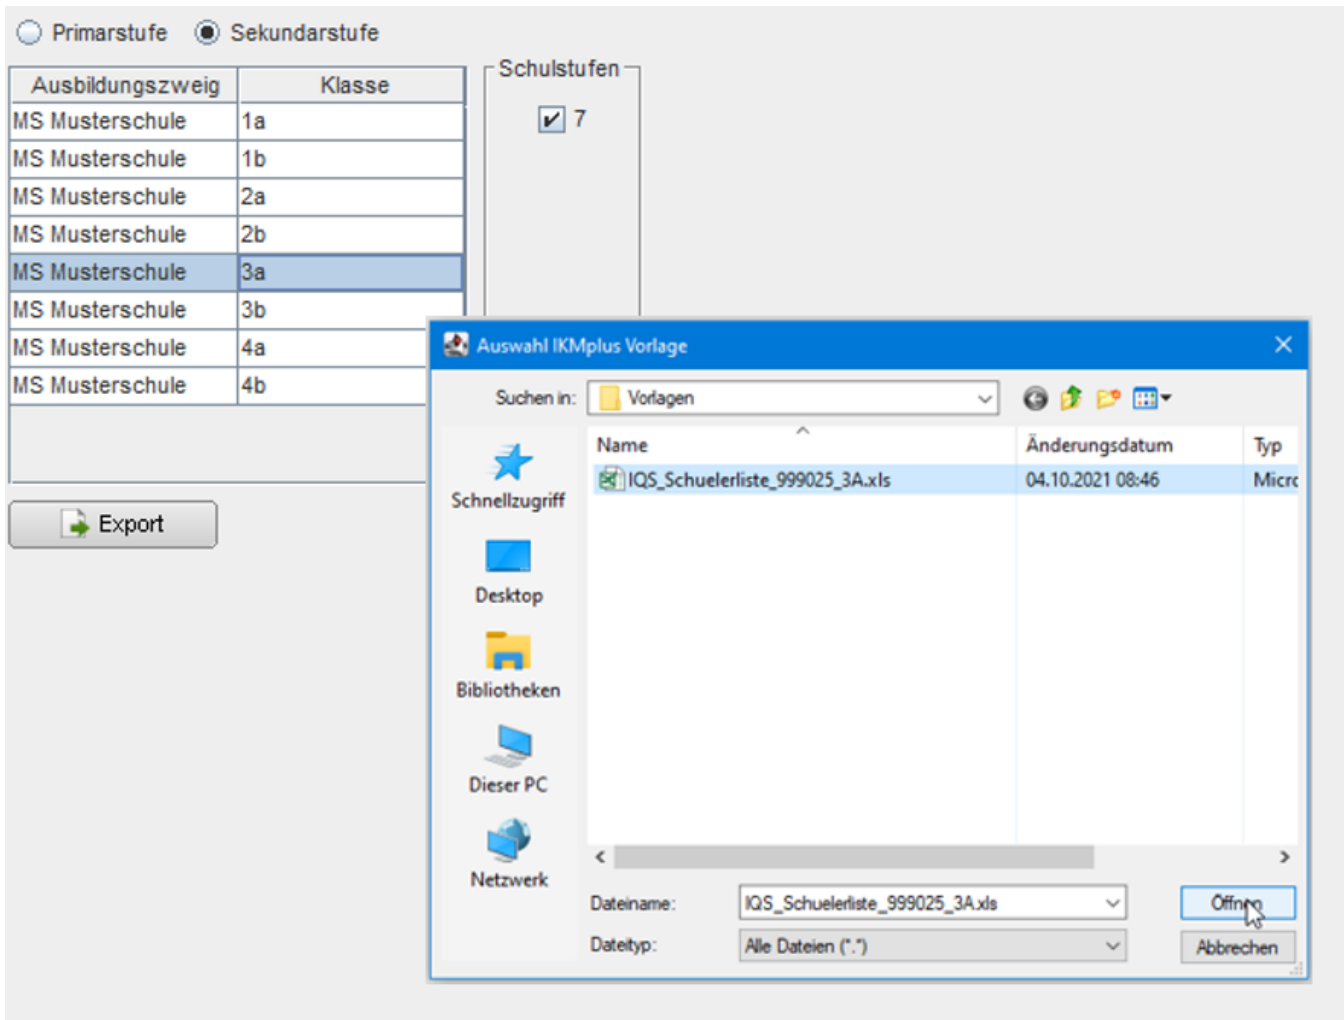 Primarstufe Sekundarstufe
Ausbildungszweig Klasse
MS Musterschule 1a
MS Musterschule 1b
MS Musterschule 2a
MS Musterschule 2b
MS Musterschule 3a
MS Musterschule 3b
MS Musterschule 4a
MS Musterschule 4b
Export
Schulstufen
7
Auswahl IKMplus Vorlage
Suchen in: Vorlagen
Name Änderungsdatum Typ
IQS_Schuelerliste_999025_3A.xls 04.10.2021 08:46 Micro
Schnellzugriff
Desktop
Bibliotheken
Dieser PC
Netzwerk
Dateiname: IQS_Schuelerliste_999025_3A.xls Öffnen
Dateityp: Alle Dateien (*.*) Abbrechen